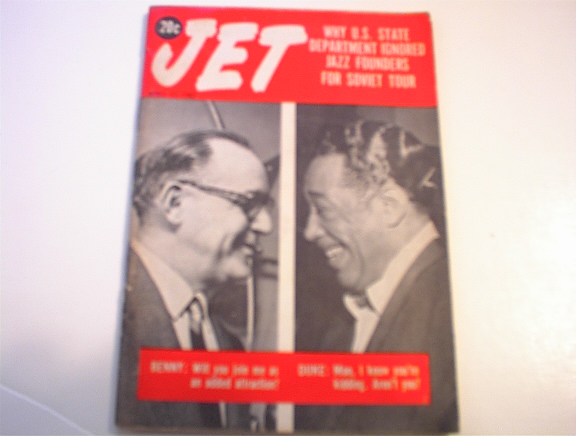 20¢
JET
WHY U.S. STATE
DEPARTMENT IGNORED
JAZZ FOUNDERS
FOR SOVIET TOUR
BENNY: Will you join me as
an added attraction?
DUKE: Man, I know you're
kidding. Aren't you?